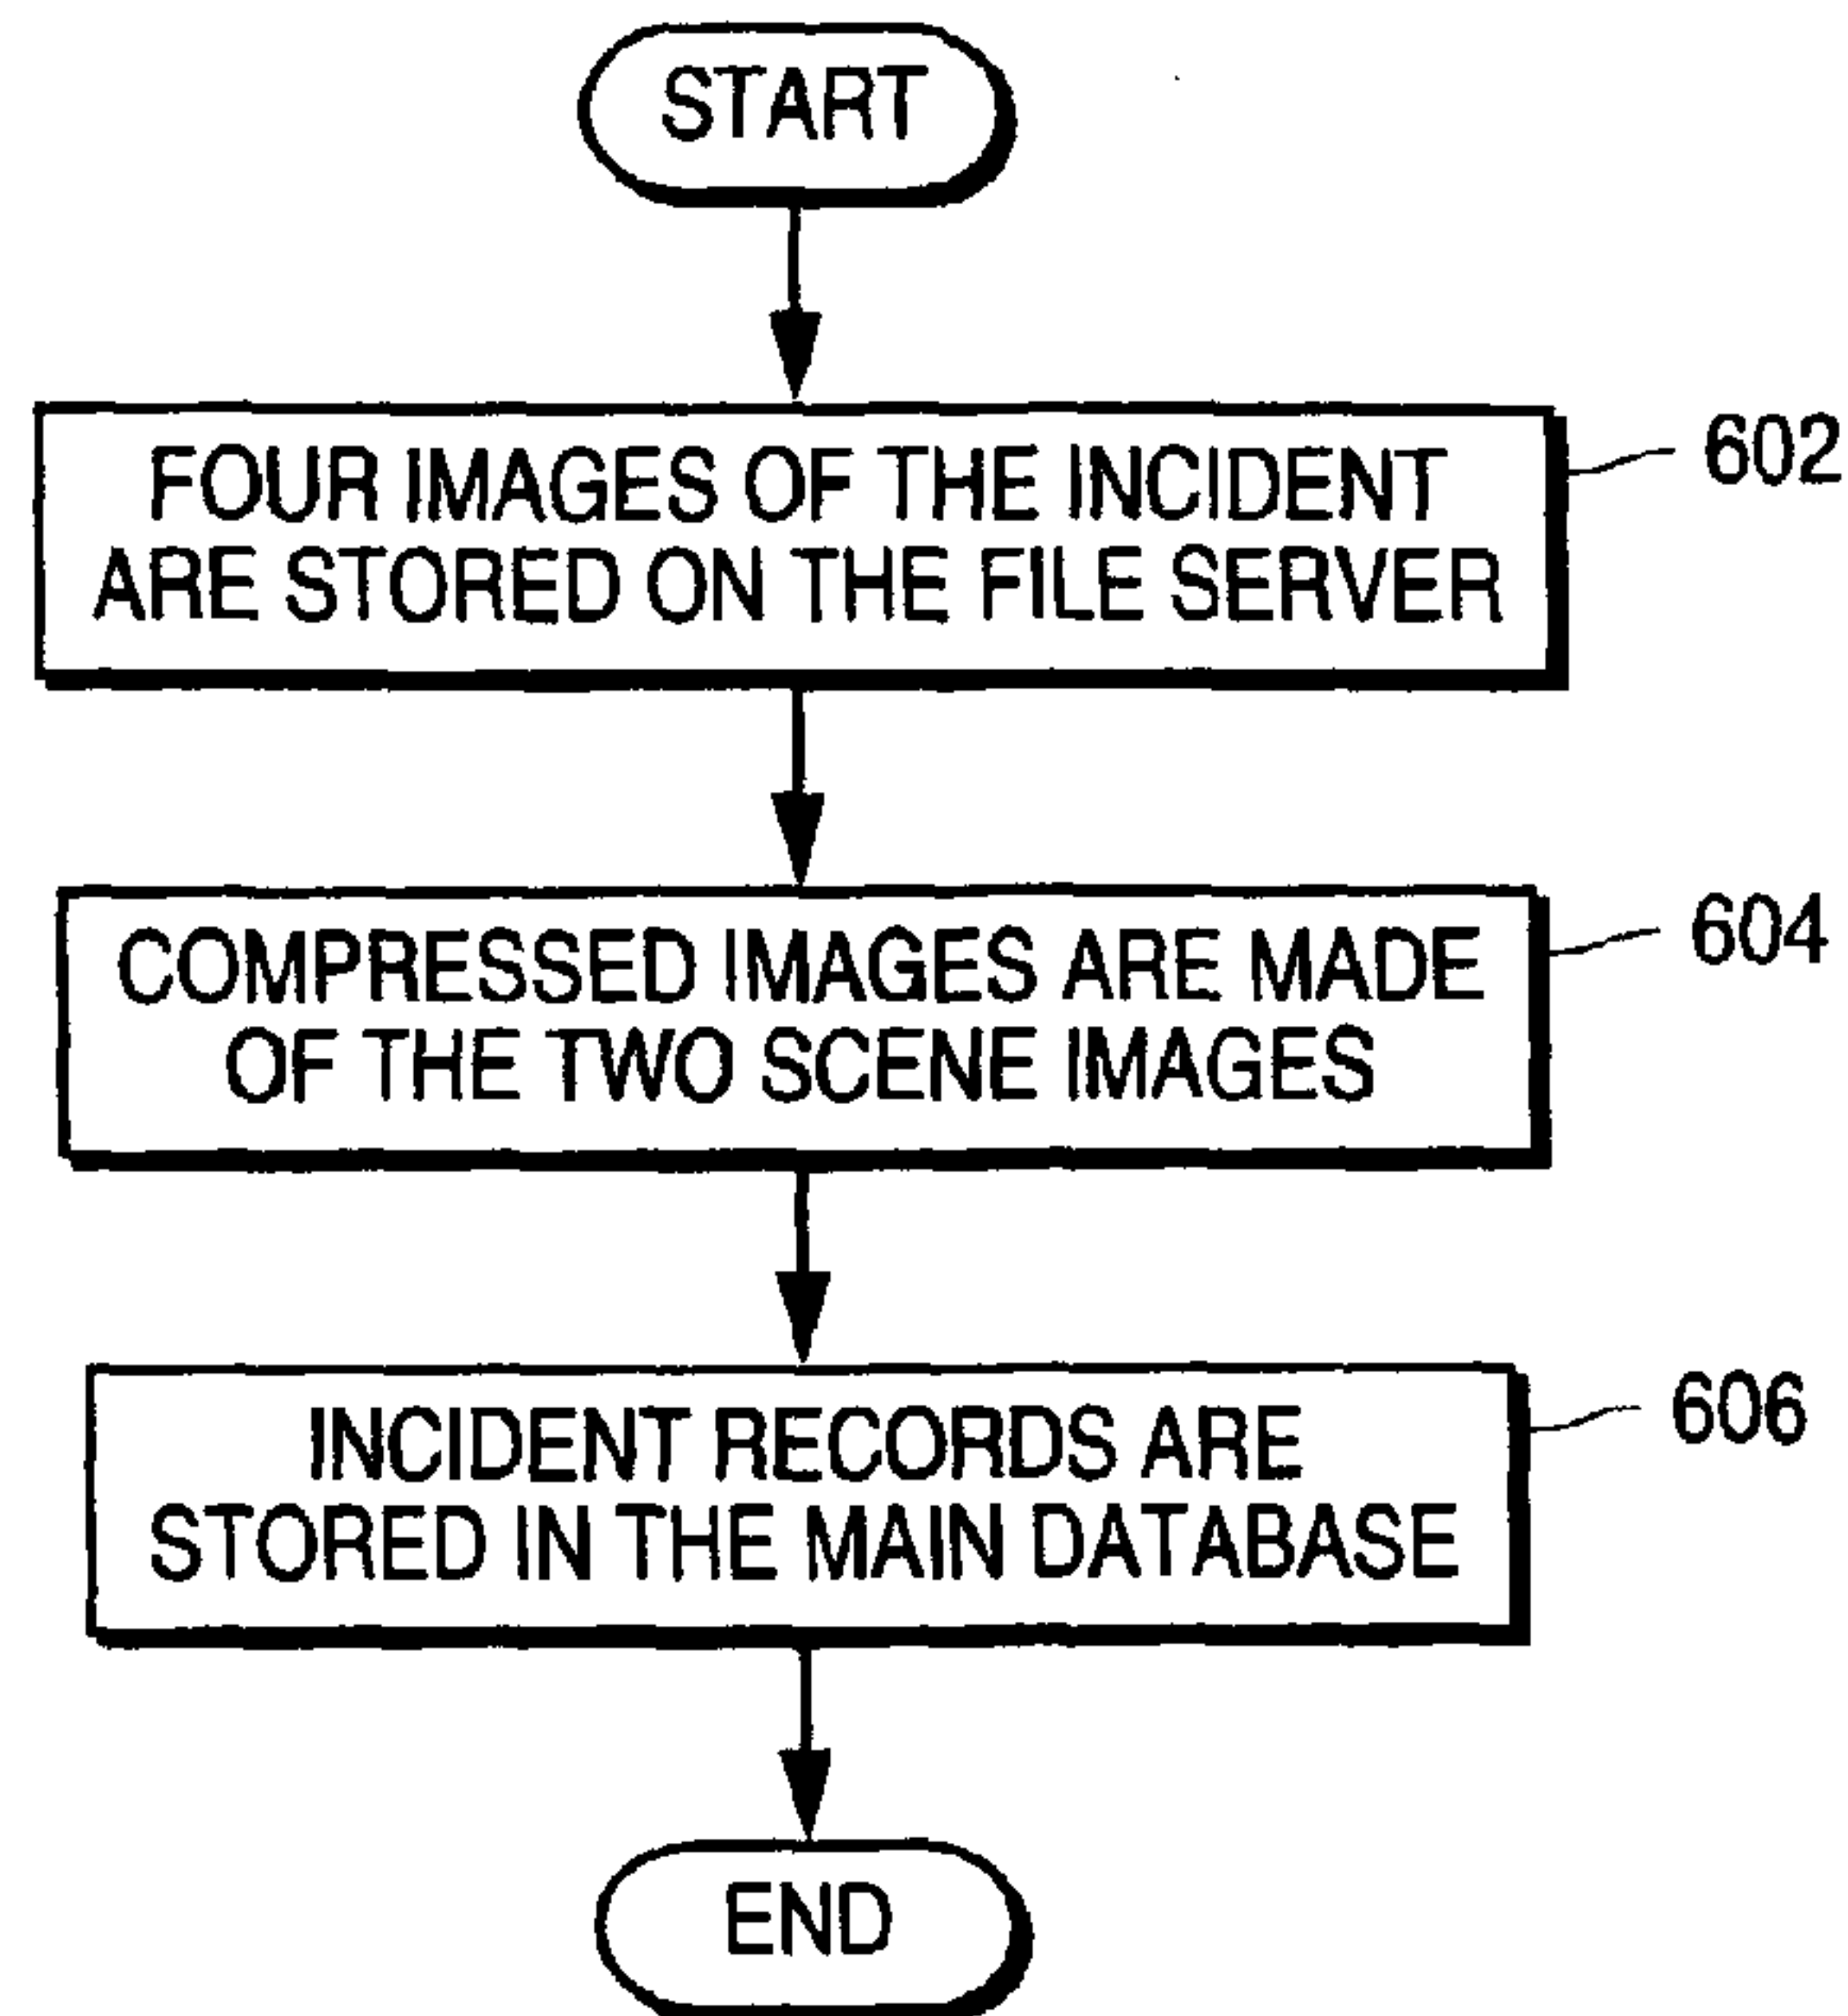 START
FOUR IMAGES OF THE INCIDENT
ARE STORED ON THE FILE SERVER
602
COMPRESSED IMAGES ARE MADE
OF THE TWO SCENE IMAGES
604
INCIDENT RECORDS ARE
STORED IN THE MAIN DATABASE
606
END